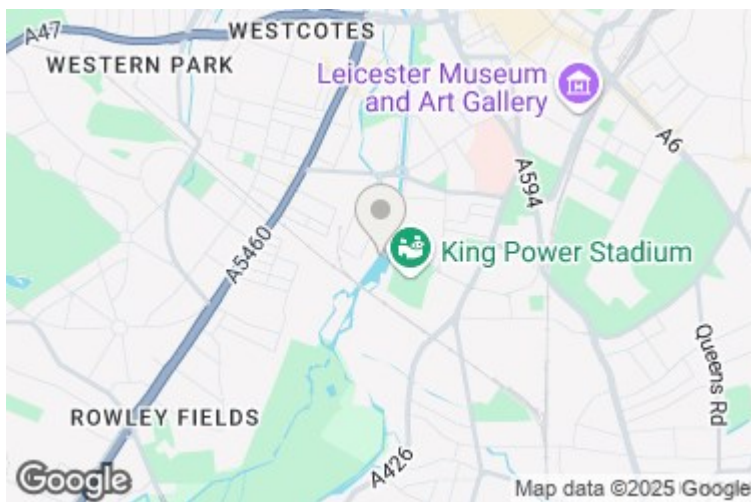 A47
WESTCOTES
WESTERN PARK
Leicester Museum
and Art Gallery
A6
A594
A5460
King Power Stadium
Queens Rd
ROWLEY FIELDS
A426
Google
Map data ©2025 Google